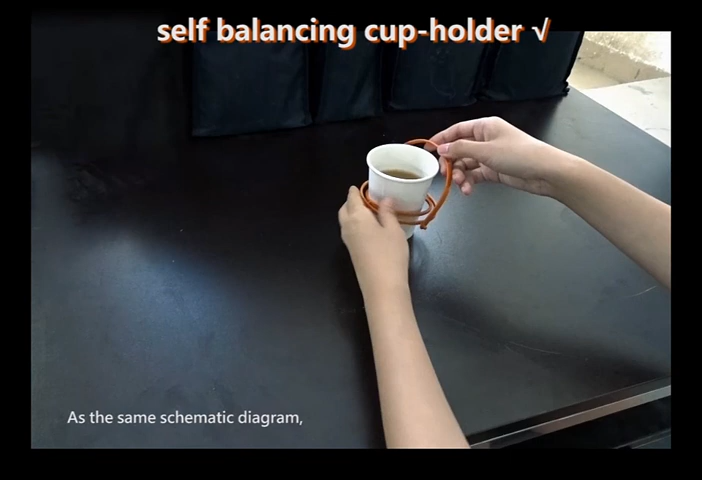 self balancing cup-holder √
As the same schematic diagram,